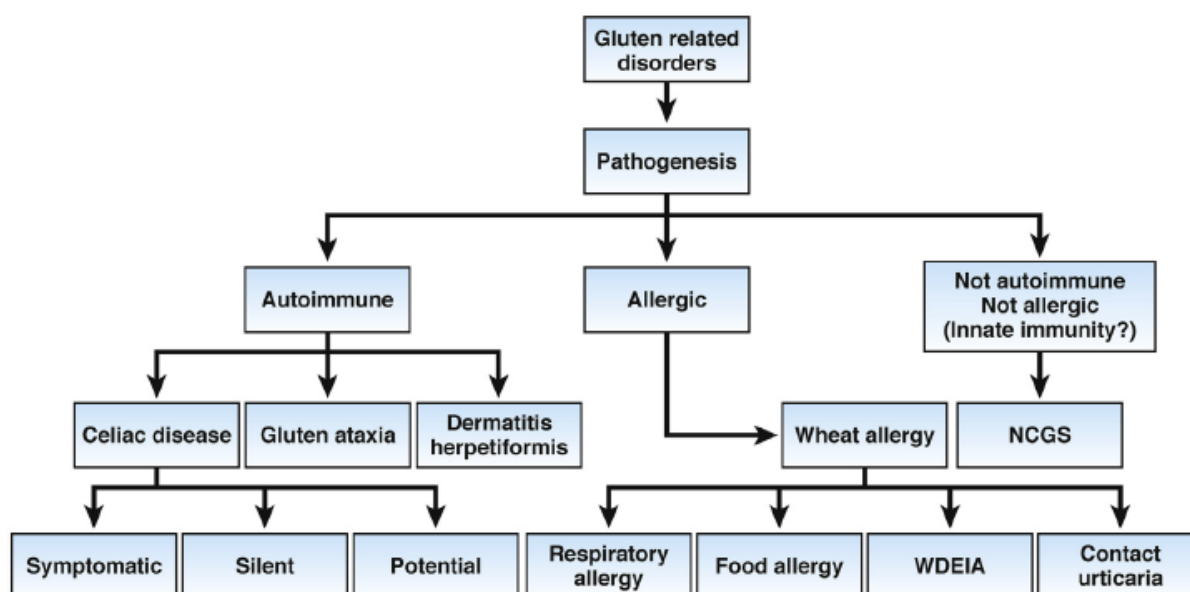 Gluten related
disorders
Pathogenesis
Autoimmune
Allergic
Not autoimmune
Not allergic
(Innate immunity?)
Celiac disease
Gluten ataxia
Dermatitis
herpetiformis
Wheat allergy
NCGS
Symptomatic
Silent
Potential
Respiratory
allergy
Food allergy
WDEIA
Contact
urticaria